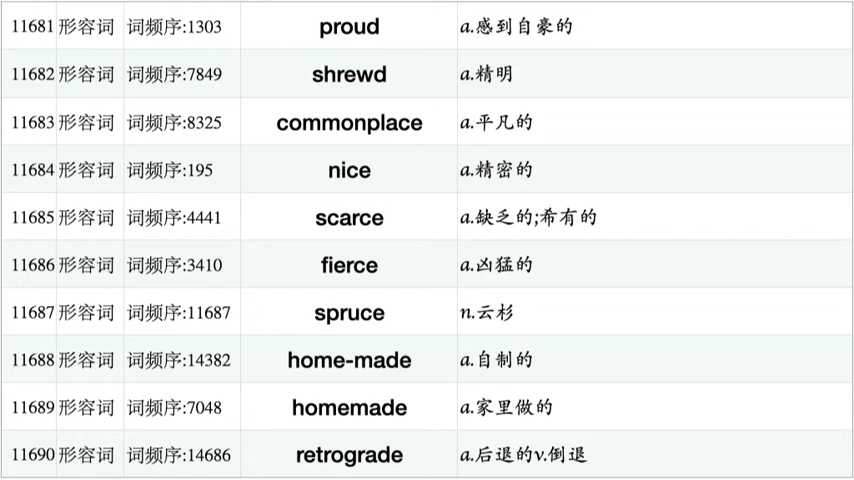 11681 形容词 词频序:1303 proud a.感到自豪的
11682 形容词 词频序:7849 shrewd a.精明
11683 形容词 词频序:8325 commonplace a.平凡的
11684 形容词 词频序:195 nice a.精密的
11685 形容词 词频序:4441 scarce a.缺乏的;希有的
11686 形容词 词频序:3410 fierce a.凶猛的
11687 形容词 词频序:11687 spruce n.云杉
11688 形容词 词频序:14382 home-made a.自制的
11689 形容词 词频序:7048 homemade a.家里做的
11690 形容词 词频序:14686 retrograde a.后退的v.倒退